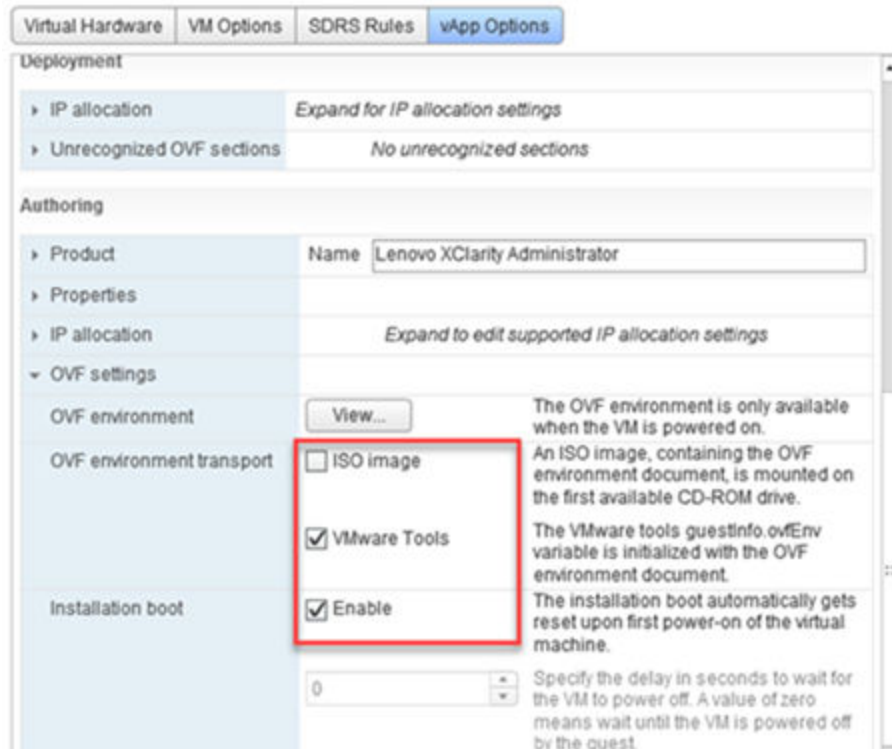 Virtual Hardware VM Options SDRS Rules vApp Options
Deployment
IP allocation Expand for IP allocation settings
Unrecognized OVF sections No unrecognized sections
Authoring
Product Name Lenovo XClarity Administrator
Properties
IP allocation Expand to edit supported IP allocation settings
OVF settings
OVF environment View... The OVF environment is only available
when the VM is powered on.
OVF environment transport ISO image An ISO image, containing the OVF
environment document, is mounted on
the first available CD-ROM drive.
VMware Tools The VMware tools guestInfo.ovfEnv
variable is initialized with the OVF
environment document.
Installation boot Enable The installation boot automatically gets
reset upon first power-on of the virtual
machine.
0 Specify the delay in seconds to wait for
the VM to power off. A value of zero
means wait until the VM is powered off
by the guest.